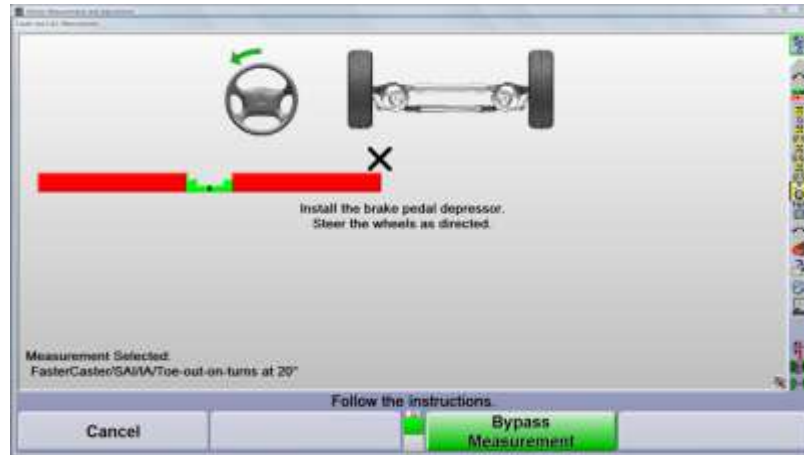 Install the brake pedal depressor.
Steer the wheels as directed.
Measurement Selected:
FasterCaster/SAI/IA/Toe-out-on-turns at 20°
Follow the instructions.
Cancel
Bypass
Measurement